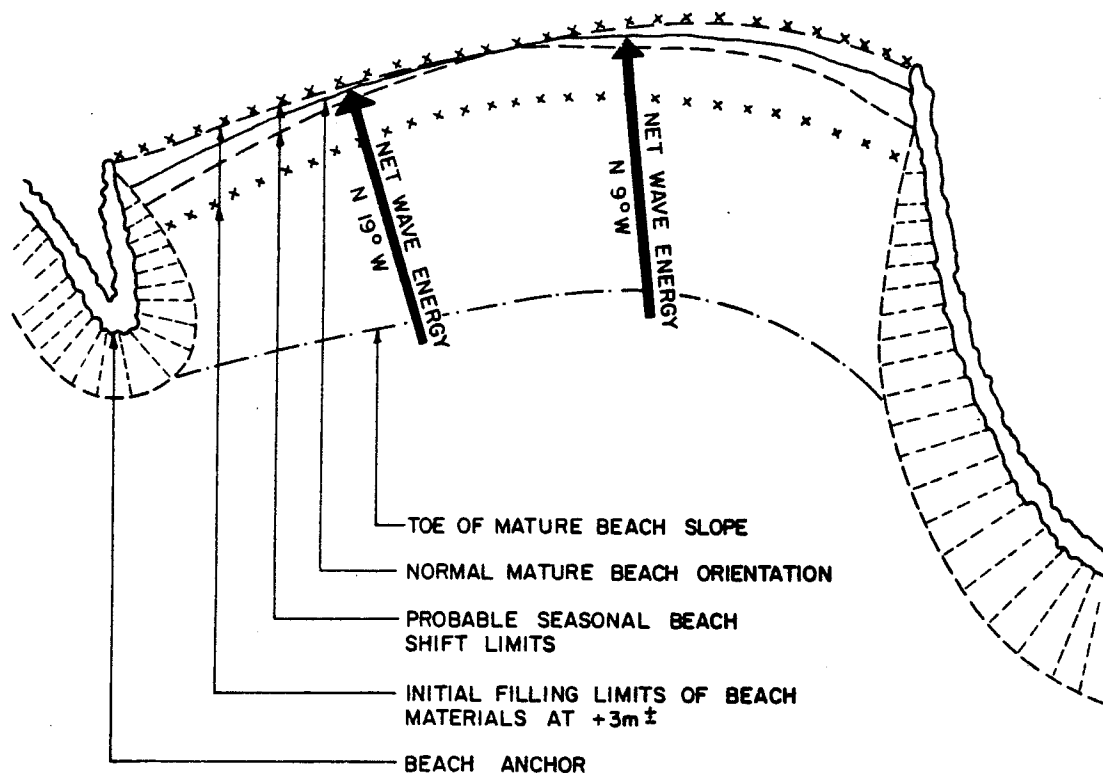 NET WAVE ENERGY
N 19° W
NET WAVE ENERGY
N 9° W
TOE OF MATURE BEACH SLOPE
NORMAL MATURE BEACH ORIENTATION
PROBABLE SEASONAL BEACH
SHIFT LIMITS
INITIAL FILLING LIMITS OF BEACH
MATERIALS AT +3m ±
BEACH ANCHOR